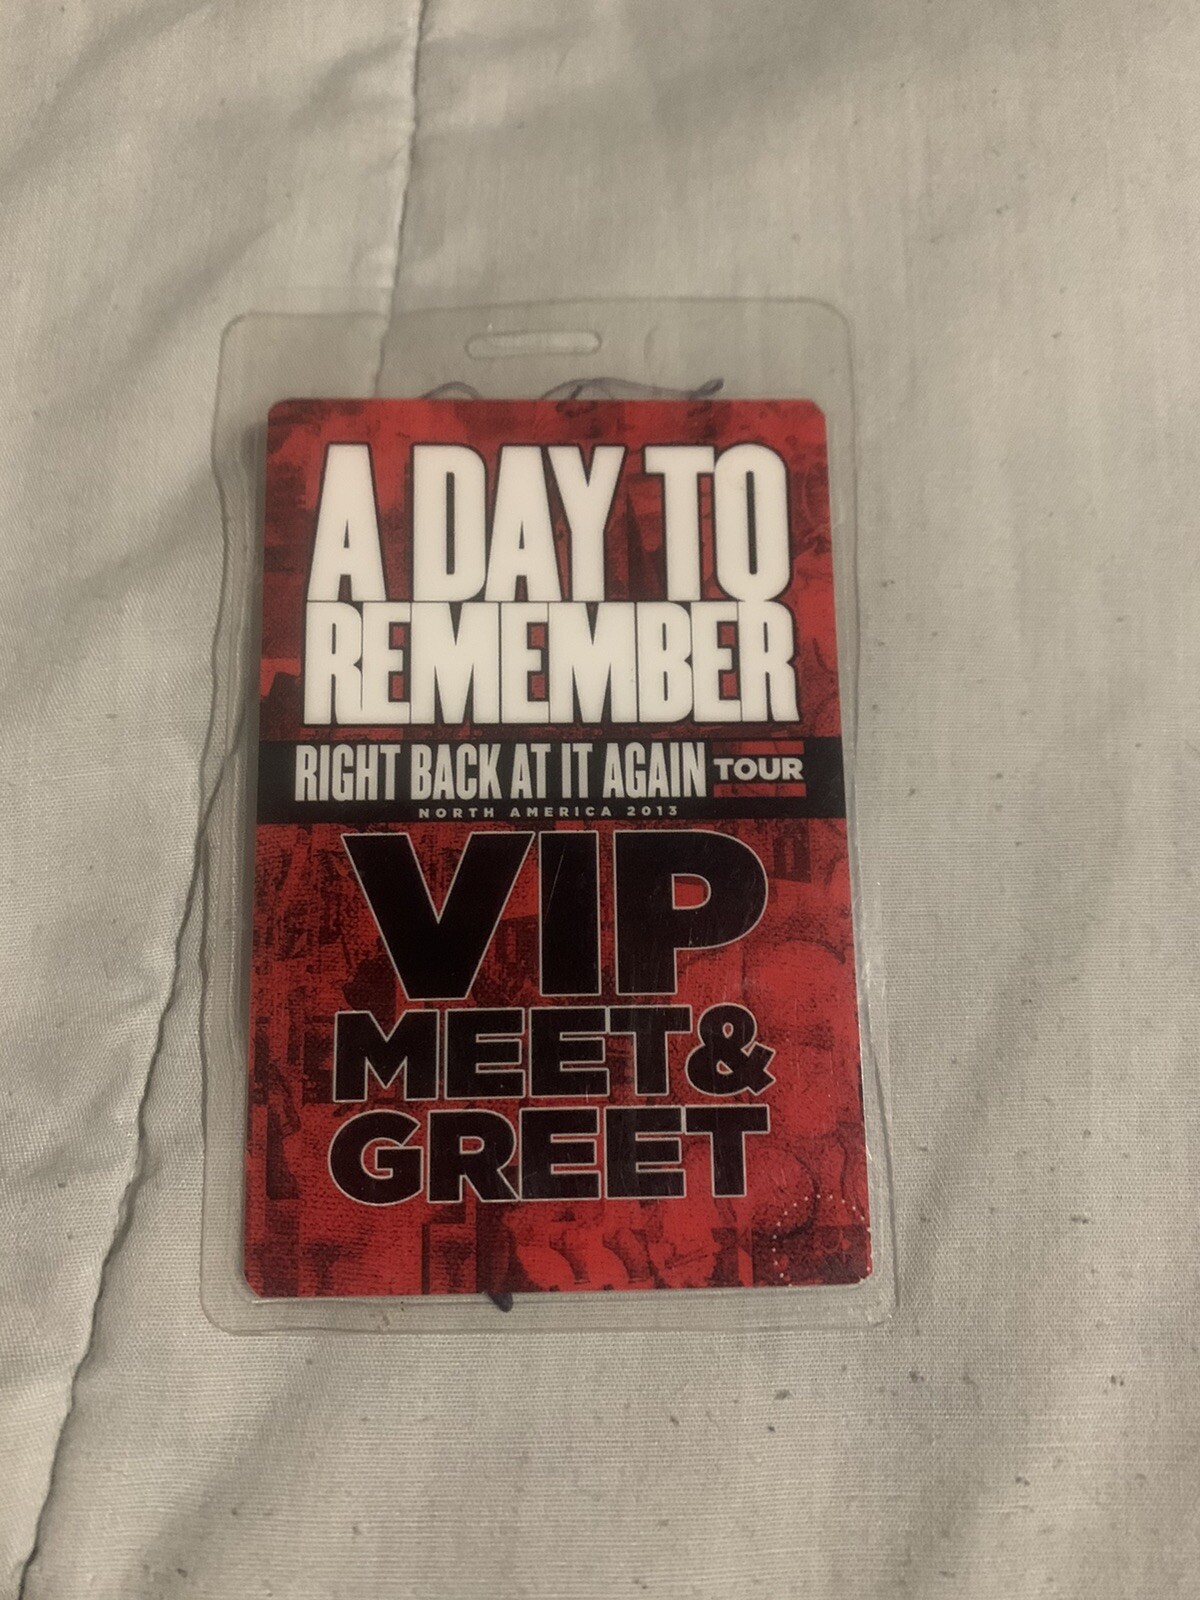 A DAY TO
REMEMBER
RIGHT BACK AT IT AGAIN TOUR
NORTH AMERICA 2013
VIP
MEET &
GREET